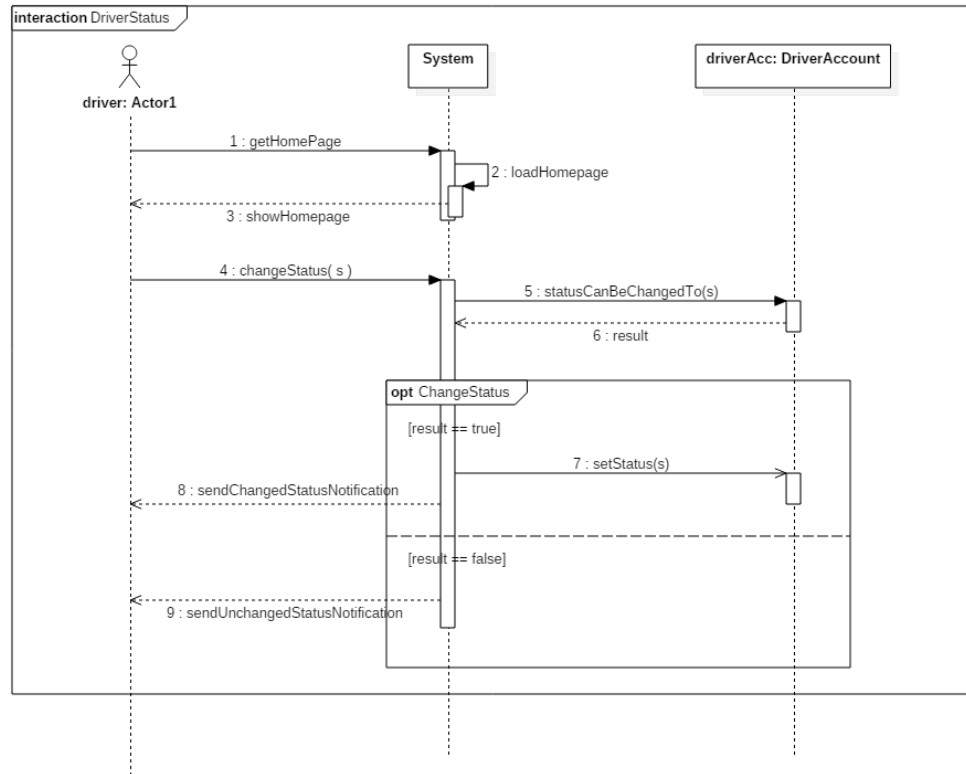 interaction DriverStatus
System
driverAcc: DriverAccount
driver: Actor1
1 : getHomePage
2 : loadHomepage
3 : showHomepage
4 : changeStatus( s )
5 : statusCanBeChangedTo(s)
6 : result
opt ChangeStatus
[result == true]
7 : setStatus(s)
8 : sendChangedStatusNotification
[result == false]
9 : sendUnchangedStatusNotification